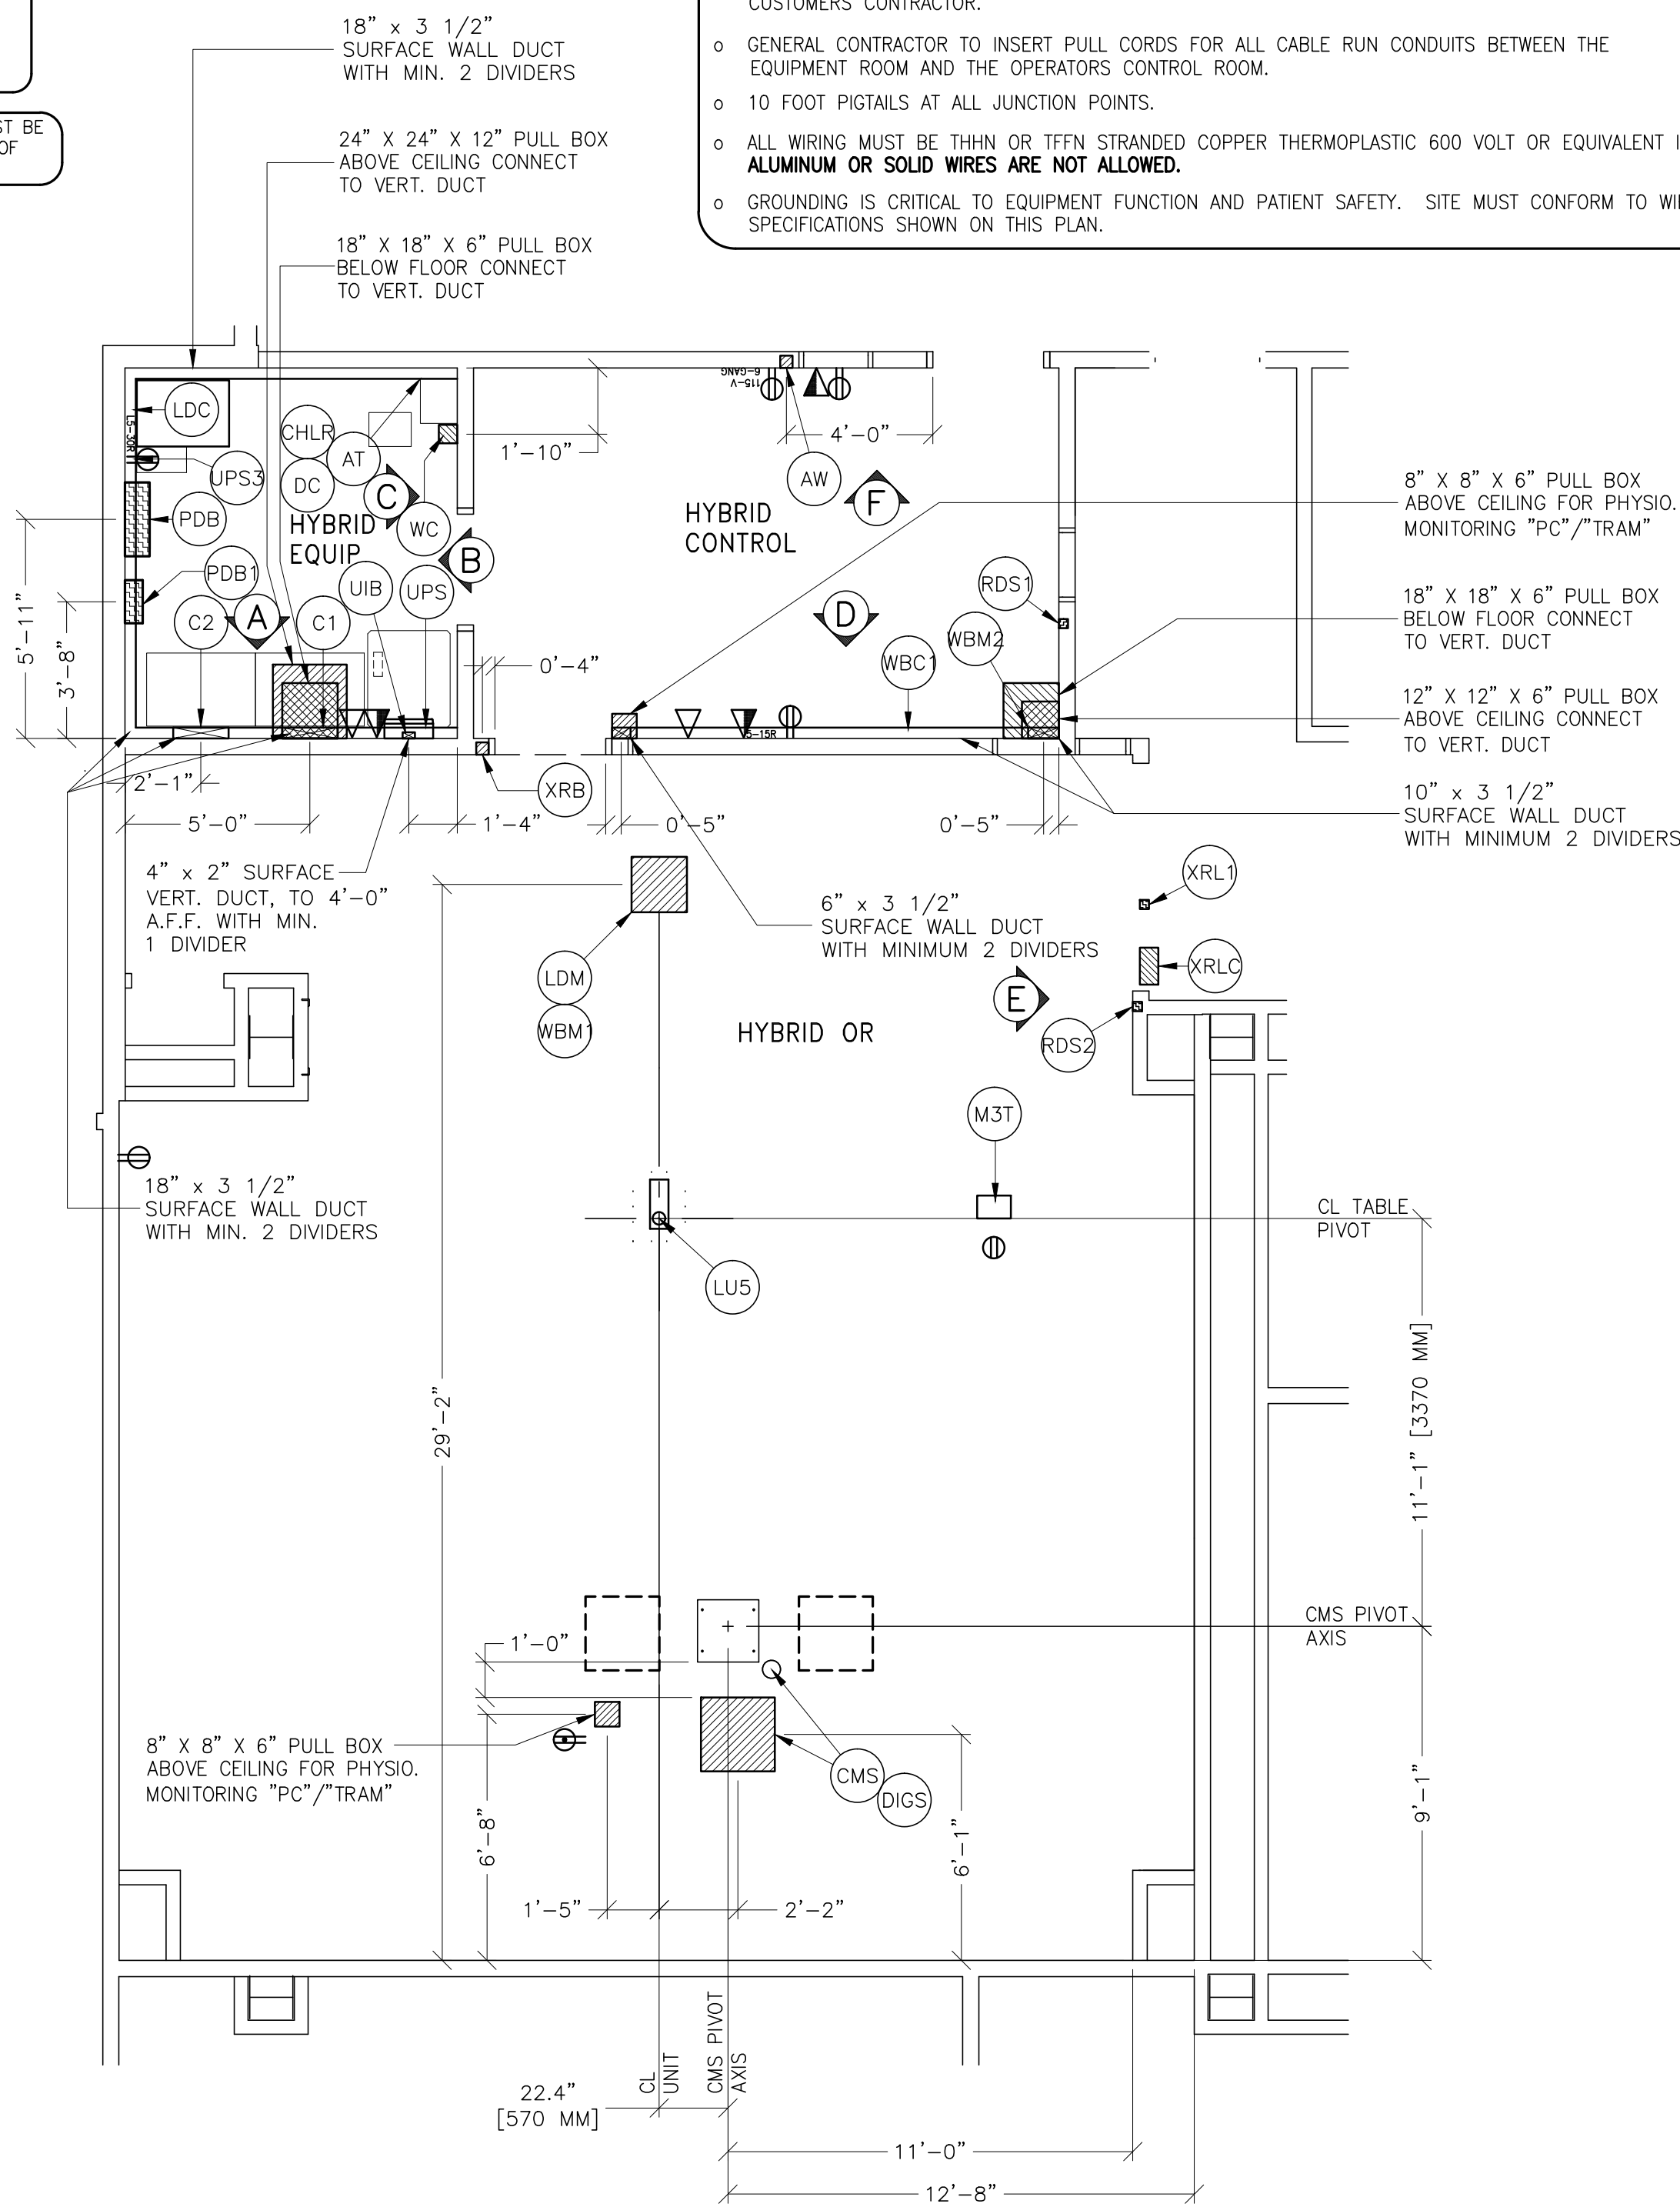 ST BE
OF
CUSTOMERS CONTRACTOR.
o GENERAL CONTRACTOR TO INSERT PULL CORDS FOR ALL CABLE RUN CONDUITS BETWEEN THE
EQUIPMENT ROOM AND THE OPERATORS CONTROL ROOM.
o 10 FOOT PIGTAILS AT ALL JUNCTION POINTS.
o ALL WIRING MUST BE THHN OR TFFN STRANDED COPPER THERMOPLASTIC 600 VOLT OR EQUIVALENT I
ALUMINUM OR SOLID WIRES ARE NOT ALLOWED.
o GROUNDING IS CRITICAL TO EQUIPMENT FUNCTION AND PATIENT SAFETY. SITE MUST CONFORM TO WI
SPECIFICATIONS SHOWN ON THIS PLAN.
18" x 3 1/2"
SURFACE WALL DUCT
WITH MIN. 2 DIVIDERS
24" X 24" X 12" PULL BOX
ABOVE CEILING CONNECT
TO VERT. DUCT
18" X 18" X 6" PULL BOX
BELOW FLOOR CONNECT
TO VERT. DUCT
LDC
L5-30R
CHLR
AT
UPS3
DC
C
PDB
HYBRID
EQUIP
WC
B
PDB1
UIB
UPS
C2
A
C1
5'-11"
3'-8"
1'-10"
6-GANG
115-V
4'-0"
AW
F
HYBRID
CONTROL
D
RDS1
WBM2
WBC1
0'-4"
5-15R
8" X 8" X 6" PULL BOX
ABOVE CEILING FOR PHYSIO.
MONITORING "PC"/"TRAM"
18" X 18" X 6" PULL BOX
BELOW FLOOR CONNECT
TO VERT. DUCT
12" X 12" X 6" PULL BOX
ABOVE CEILING CONNECT
TO VERT. DUCT
10" x 3 1/2"
SURFACE WALL DUCT
WITH MINIMUM 2 DIVIDERS
2'-1"
XRB
5'-0"
1'-4"
0'-5"
0'-5"
4" x 2" SURFACE
VERT. DUCT, TO 4'-0"
A.F.F. WITH MIN.
1 DIVIDER
6" x 3 1/2"
SURFACE WALL DUCT
WITH MINIMUM 2 DIVIDERS
XRL1
XRLC
LDM
WBM1
HYBRID OR
E
RDS2
M3T
18" x 3 1/2"
SURFACE WALL DUCT
WITH MIN. 2 DIVIDERS
CL TABLE
PIVOT
LU5
29'-2"
11'-1" [3370 MM]
CMS PIVOT
AXIS
1'-0"
8" X 8" X 6" PULL BOX
ABOVE CEILING FOR PHYSIO.
MONITORING "PC"/"TRAM"
CMS
DIGS
6'-8"
6'-1"
9'-1"
1'-5"
2'-2"
CL
UNIT
CMS PIVOT
AXIS
22.4"
[570 MM]
11'-0"
12'-8"